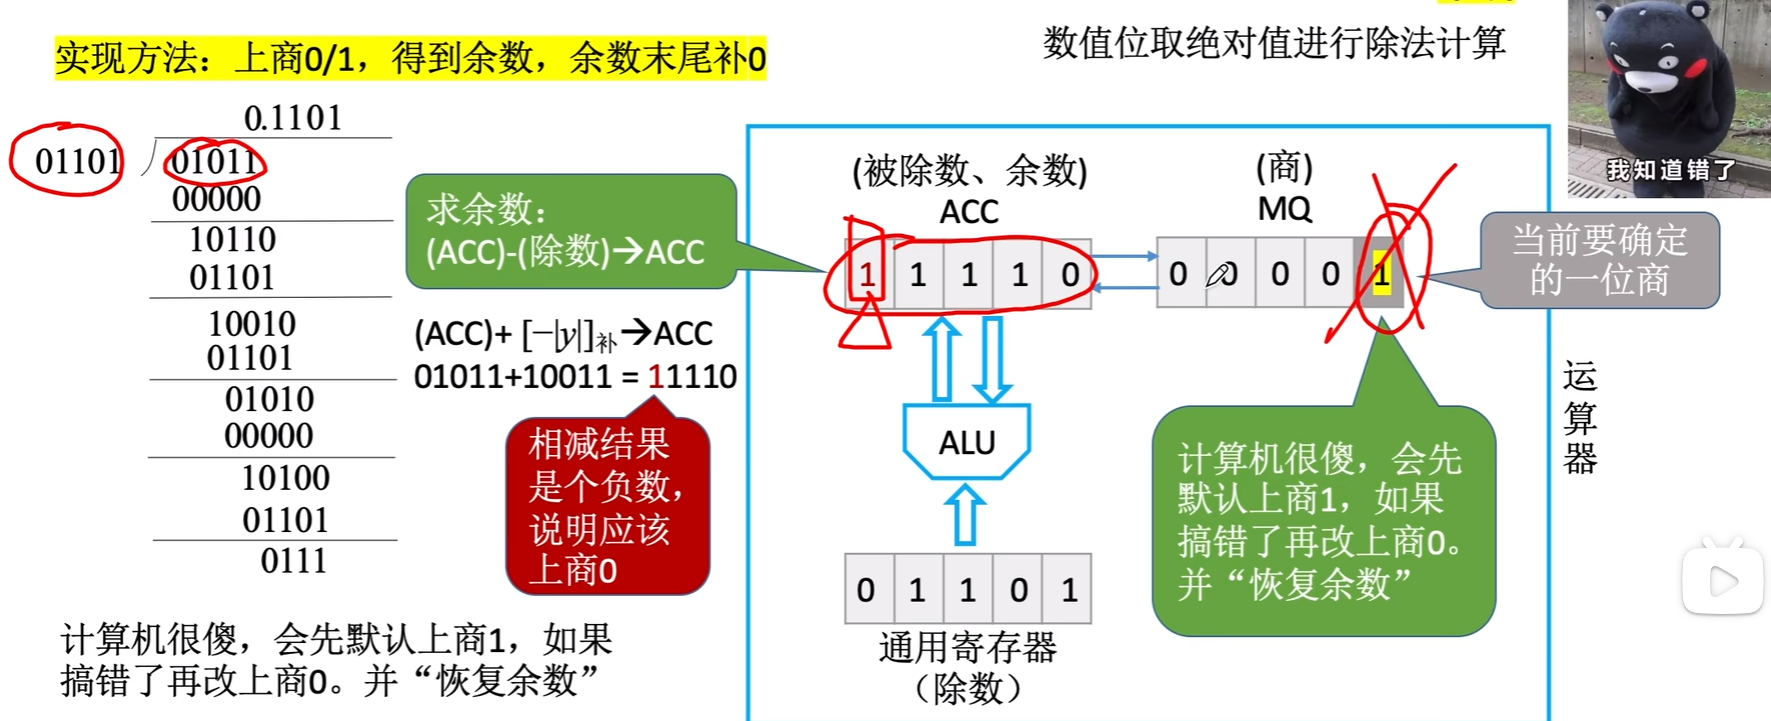 实现方法：上商0/1，得到余数，余数末尾补0
数值位取绝对值进行除法计算
我知道错了
0.1101
01101
01011
00000
10110
01101
10010
01101
01010
00000
10100
01101
0111
求余数：
(ACC)-(除数)→ACC
(ACC)+ [−|y|]补→ACC
01011+10011 = 11110
相减结果
是个负数，
说明应该
上商0
计算机很傻，会先默认上商1，如果
搞错了再改上商0。并“恢复余数”
(被除数、余数)
ACC
1 1 1 1 0
(商)
MQ
0 0 0 0 1
当前要确定
的一位商
ALU
0 1 1 0 1
通用寄存器
（除数）
计算机很傻，会先
默认上商1，如果
搞错了再改上商0。
并“恢复余数”
运
算
器